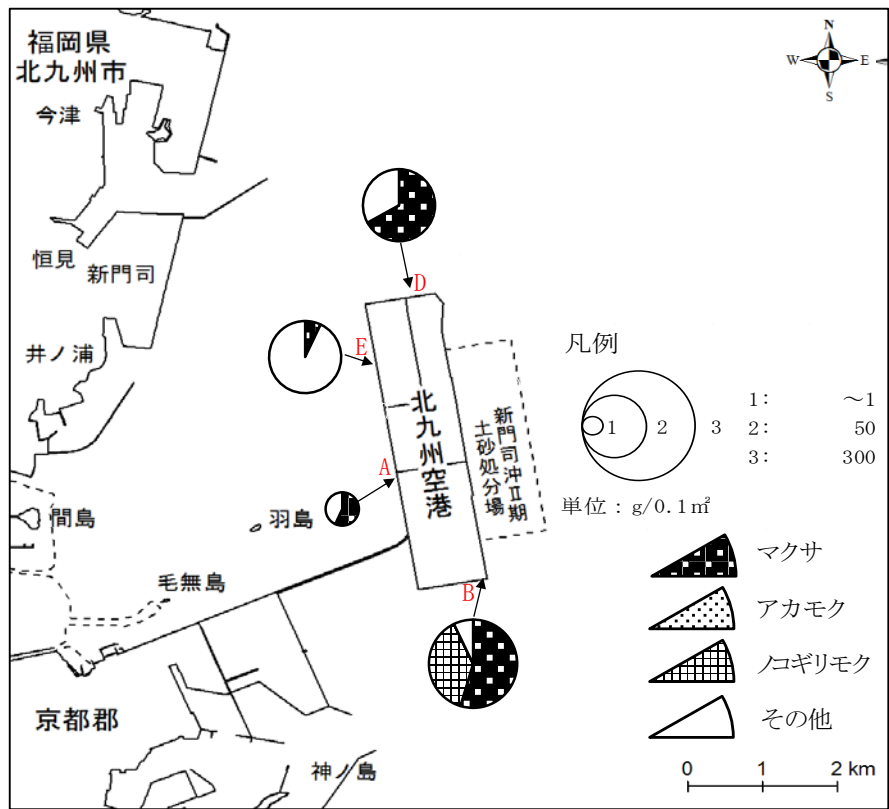 福岡県
北九州市
今津
恒見
新門司
井ノ浦
間島
羽島
毛無島
京都郡
神ノ島
N
W
E
S
D
E
A
B
北九州空港
新門司沖Ⅱ期
土砂処分場
凡例
1
2
3
1: ～1
2: 50
3: 300
単位：g/0.1㎡
マクサ
アカモク
ノコギリモク
その他
0 1 2 km